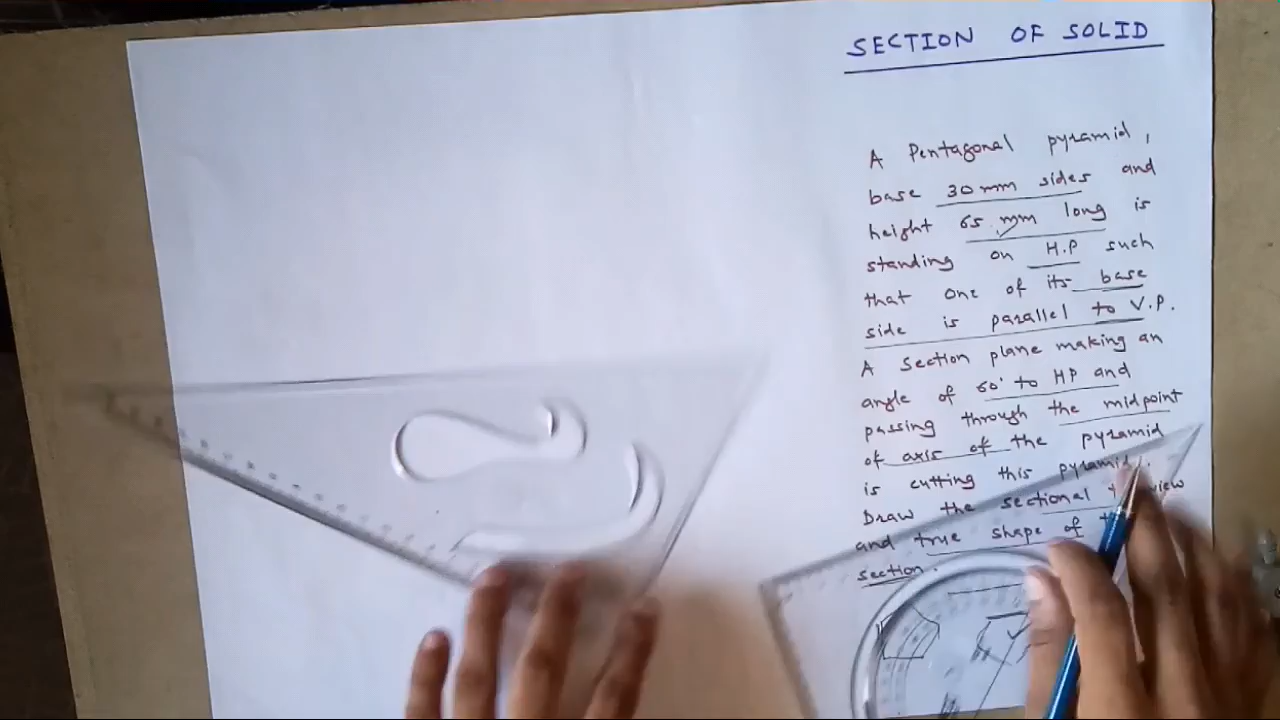 SECTION OF SOLID
A Pentagonal pyramid,
base 30 mm sides and
height 65 mm long is
standing on H.P such
that one of its base
side is parallel to V.P.
A section plane making an
angle of 60° to HP and
passing through the midpoint
of axis of the pyramid
is cutting this pyramid.
Draw the sectional view
and true shape of
section.